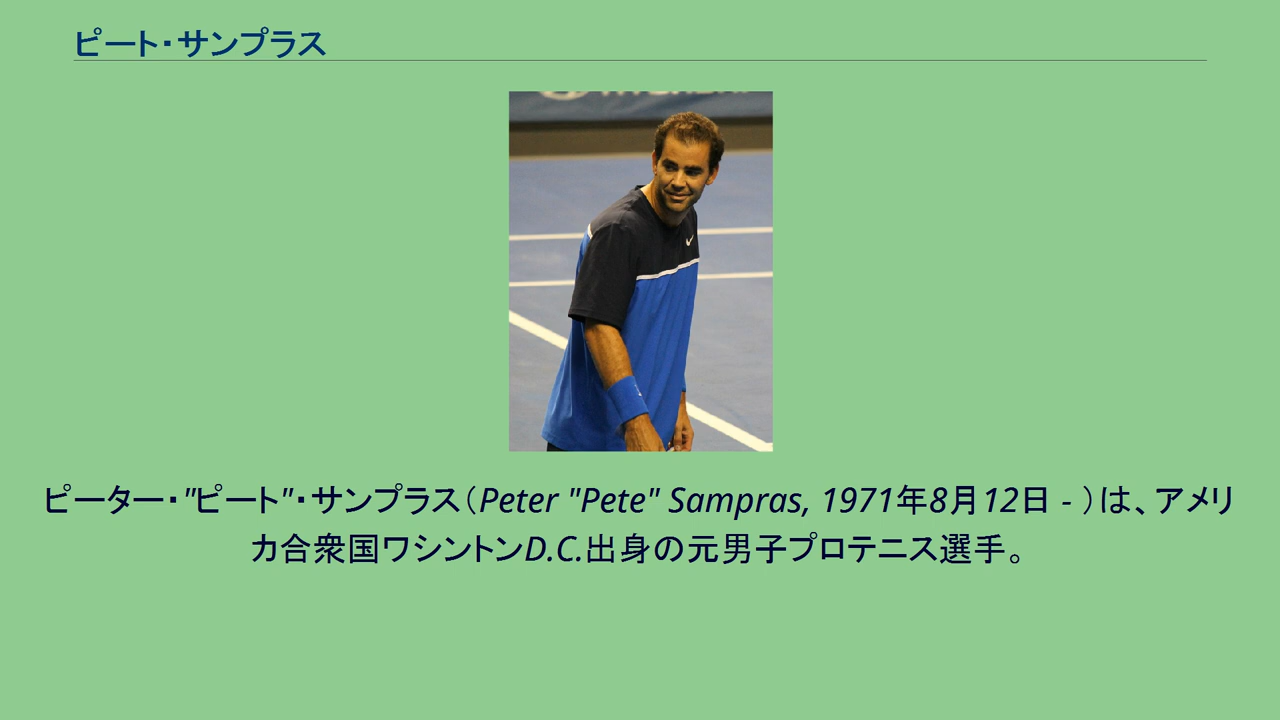 ピート・サンプラス
ピーター・"ピート"・サンプラス（Peter "Pete" Sampras, 1971年8月12日 - ）は、アメリ
カ合衆国ワシントンD.C.出身の元男子プロテニス選手。